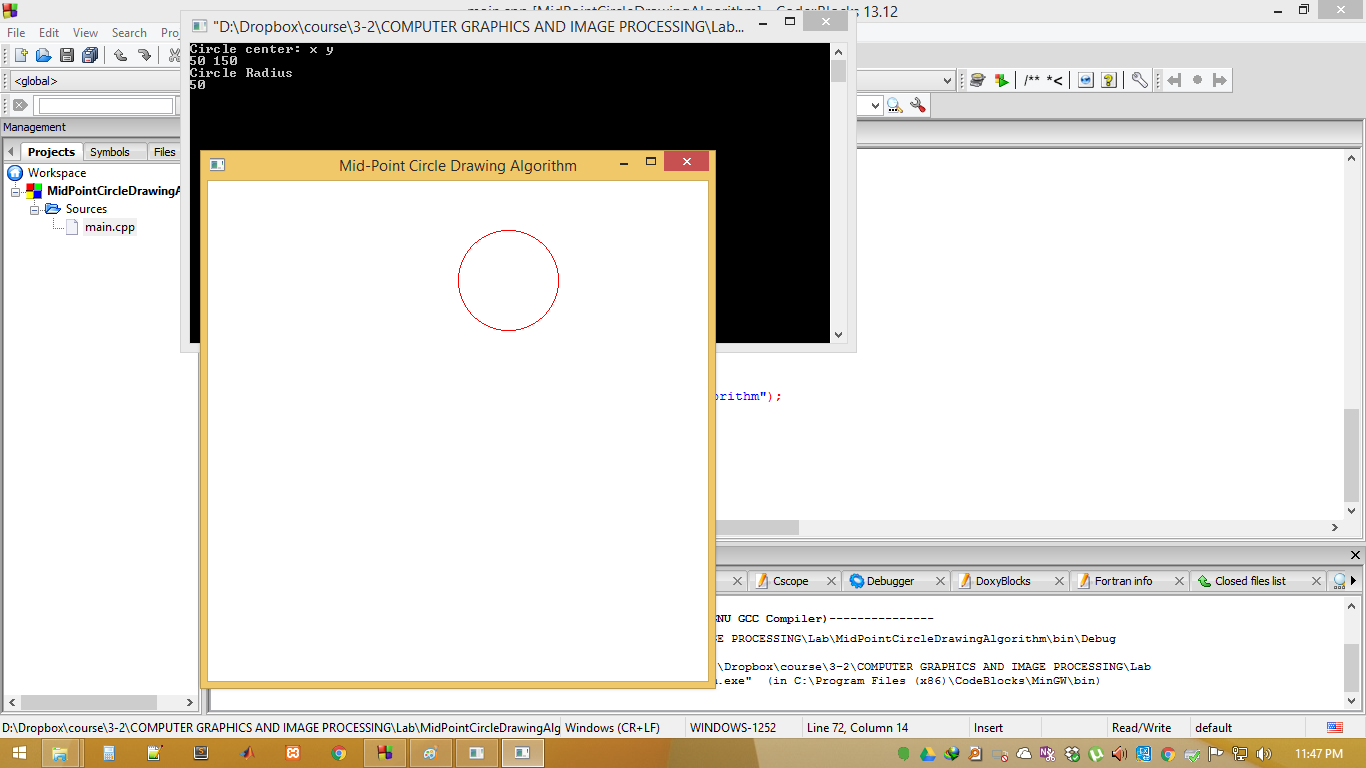 main.cpp [MidPointCircleDrawingAlgorithm] - Code::Blocks 13.12
"D:\Dropbox\course\3-2\COMPUTER GRAPHICS AND IMAGE PROCESSING\Lab...
File Edit View Search Proj
Circle center: x y
50 150
Circle Radius
50
<global>
/** *<
Management
Projects Symbols Files
Workspace
MidPointCircleDrawingA
Sources
main.cpp
Mid-Point Circle Drawing Algorithm
orithm");
Cscope Debugger DoxyBlocks Fortran info Closed files list
GNU GCC Compiler)---------------
GE PROCESSING\Lab\MidPointCircleDrawingAlgorithm\bin\Debug
\Dropbox\course\3-2\COMPUTER GRAPHICS AND IMAGE PROCESSING\Lab
.exe" (in C:\Program Files (x86)\CodeBlocks\MinGW\bin)
D:\Dropbox\course\3-2\COMPUTER GRAPHICS AND IMAGE PROCESSING\Lab\MidPointCircleDrawingAlg Windows (CR+LF) WINDOWS-1252 Line 72, Column 14 Insert Read/Write default
11:47 PM